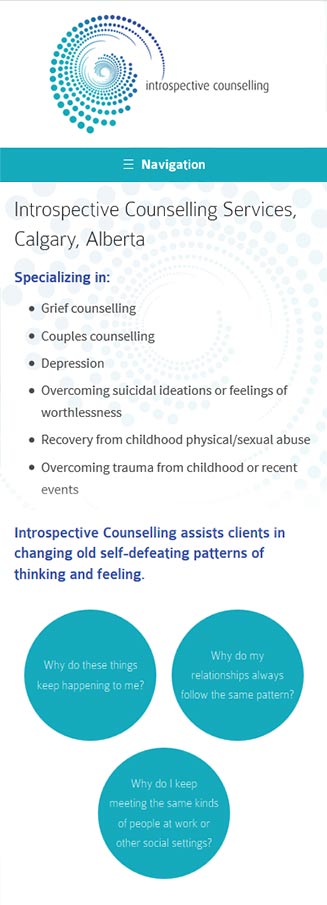 introspective counselling
☰ Navigation
Introspective Counselling Services,
Calgary, Alberta
Specializing in:
• Grief counselling
• Couples counselling
• Depression
• Overcoming suicidal ideations or feelings of
worthlessness
• Recovery from childhood physical/sexual abuse
• Overcoming trauma from childhood or recent
events
Introspective Counselling assists clients in
changing old self-defeating patterns of
thinking and feeling.
Why do these things
keep happening to me?
Why do my
relationships always
follow the same pattern?
Why do I keep
meeting the same kinds
of people at work or
other social settings?